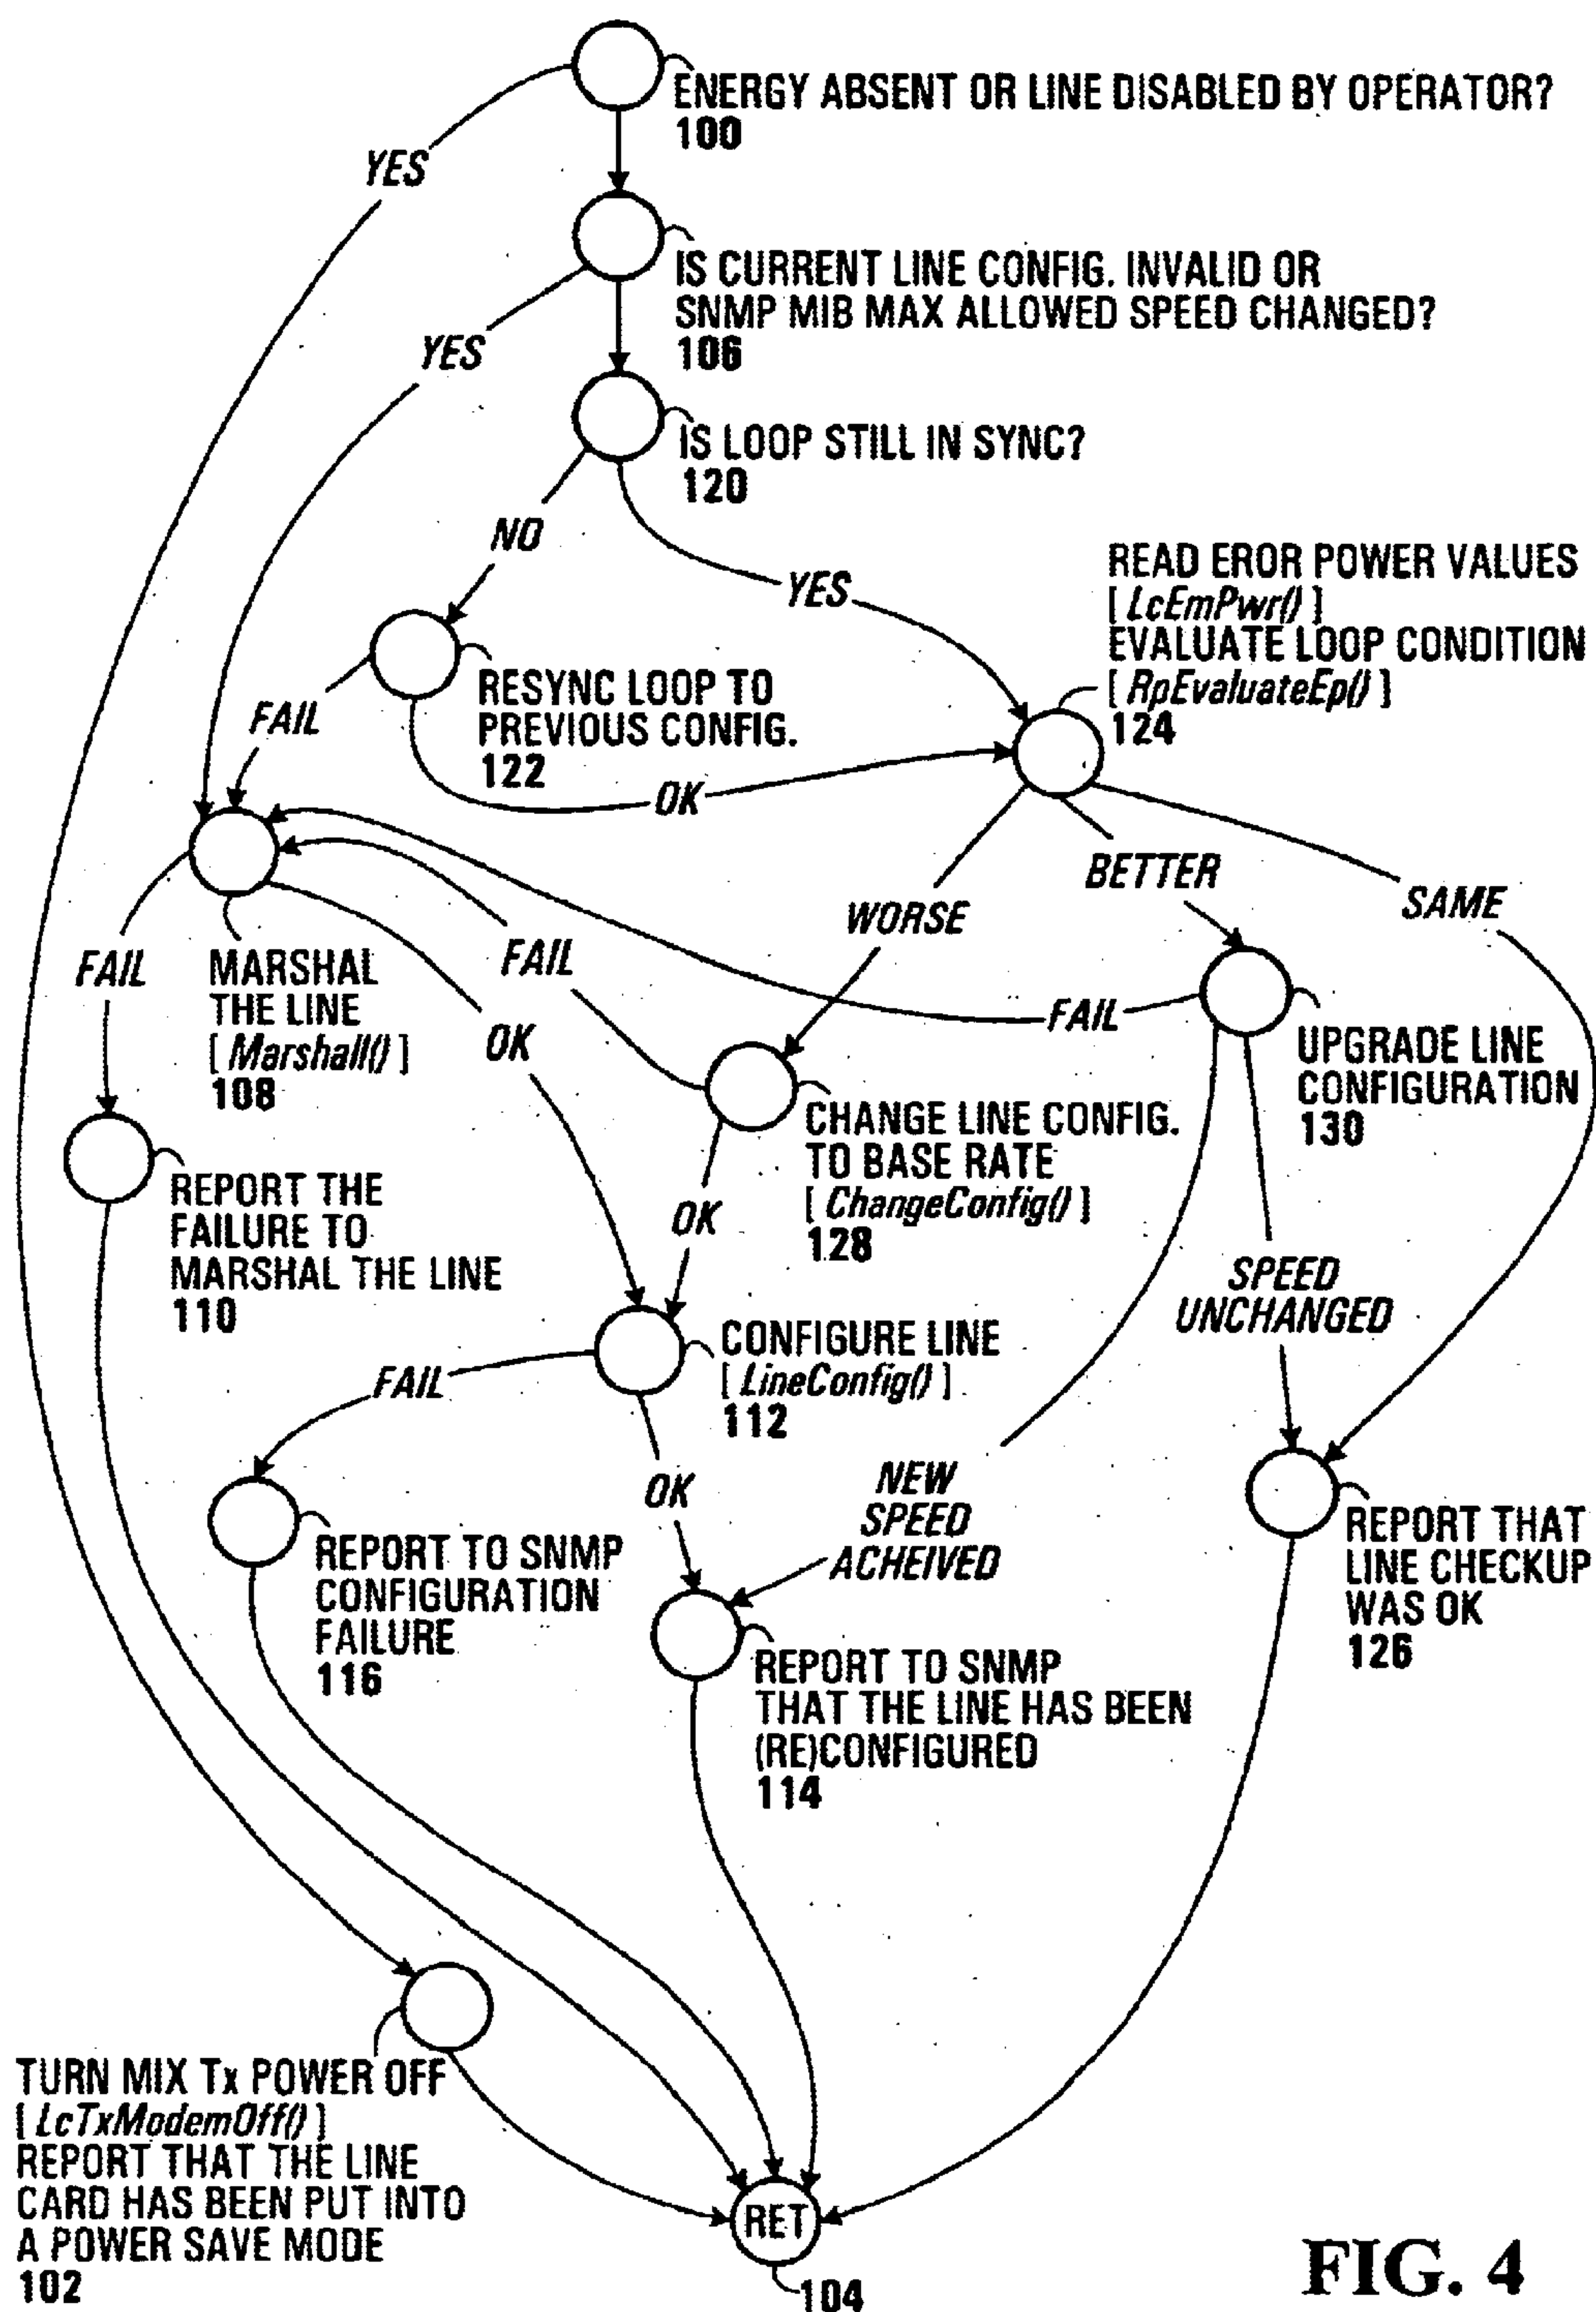 ENERGY ABSENT OR LINE DISABLED BY OPERATOR?
100
YES
IS CURRENT LINE CONFIG. INVALID OR
SNMP MIB MAX ALLOWED SPEED CHANGED?
106
YES
IS LOOP STILL IN SYNC?
120
NO
YES
READ EROR POWER VALUES
[ LcEmPwr() ]
EVALUATE LOOP CONDITION
[ RpEvaluateEp() ]
124
RESYNC LOOP TO
PREVIOUS CONFIG.
122
FAIL
OK
BETTER
SAME
WORSE
FAIL
MARSHAL
THE LINE
[ Marshall() ]
108
FAIL
OK
FAIL
UPGRADE LINE
CONFIGURATION
130
CHANGE LINE CONFIG.
TO BASE RATE
[ ChangeConfig() ]
128
REPORT THE
FAILURE TO
MARSHAL THE LINE
110
OK
SPEED
UNCHANGED
CONFIGURE LINE
[ LineConfig() ]
112
FAIL
OK
NEW
SPEED
ACHEIVED
REPORT THAT
LINE CHECKUP
WAS OK
126
REPORT TO SNMP
CONFIGURATION
FAILURE
116
REPORT TO SNMP
THAT THE LINE HAS BEEN
(RE)CONFIGURED
114
TURN MIX Tx POWER OFF
[ LcTxModemOff() ]
REPORT THAT THE LINE
CARD HAS BEEN PUT INTO
A POWER SAVE MODE
102
RET
104
FIG. 4